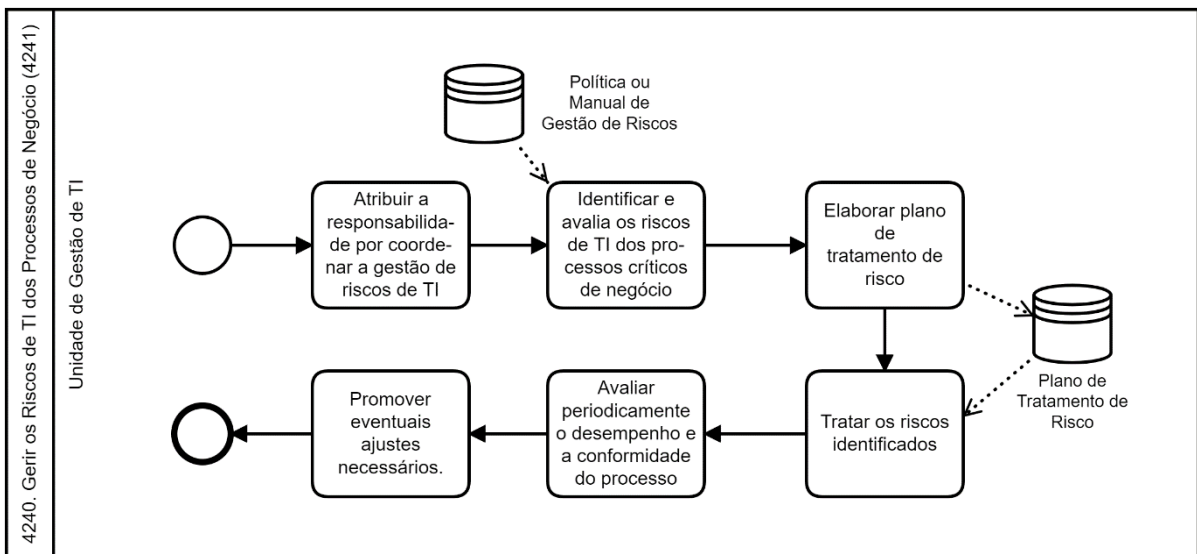 4240. Gerir os Riscos de TI dos Processos de Negócio (4241)
Unidade de Gestão de TI
Política ou
Manual de
Gestão de Riscos
Atribuir a
responsabilida-
de por coorde-
nar a gestão de
riscos de TI
Identificar e
avalia os riscos
de TI dos pro-
cessos críticos
de negócio
Elaborar plano
de
tratamento de
risco
Plano de
Tratamento de
Risco
Tratar os riscos
identificados
Avaliar
periodicamente
o desempenho e
a conformidade
do processo
Promover
eventuais
ajustes
necessários.